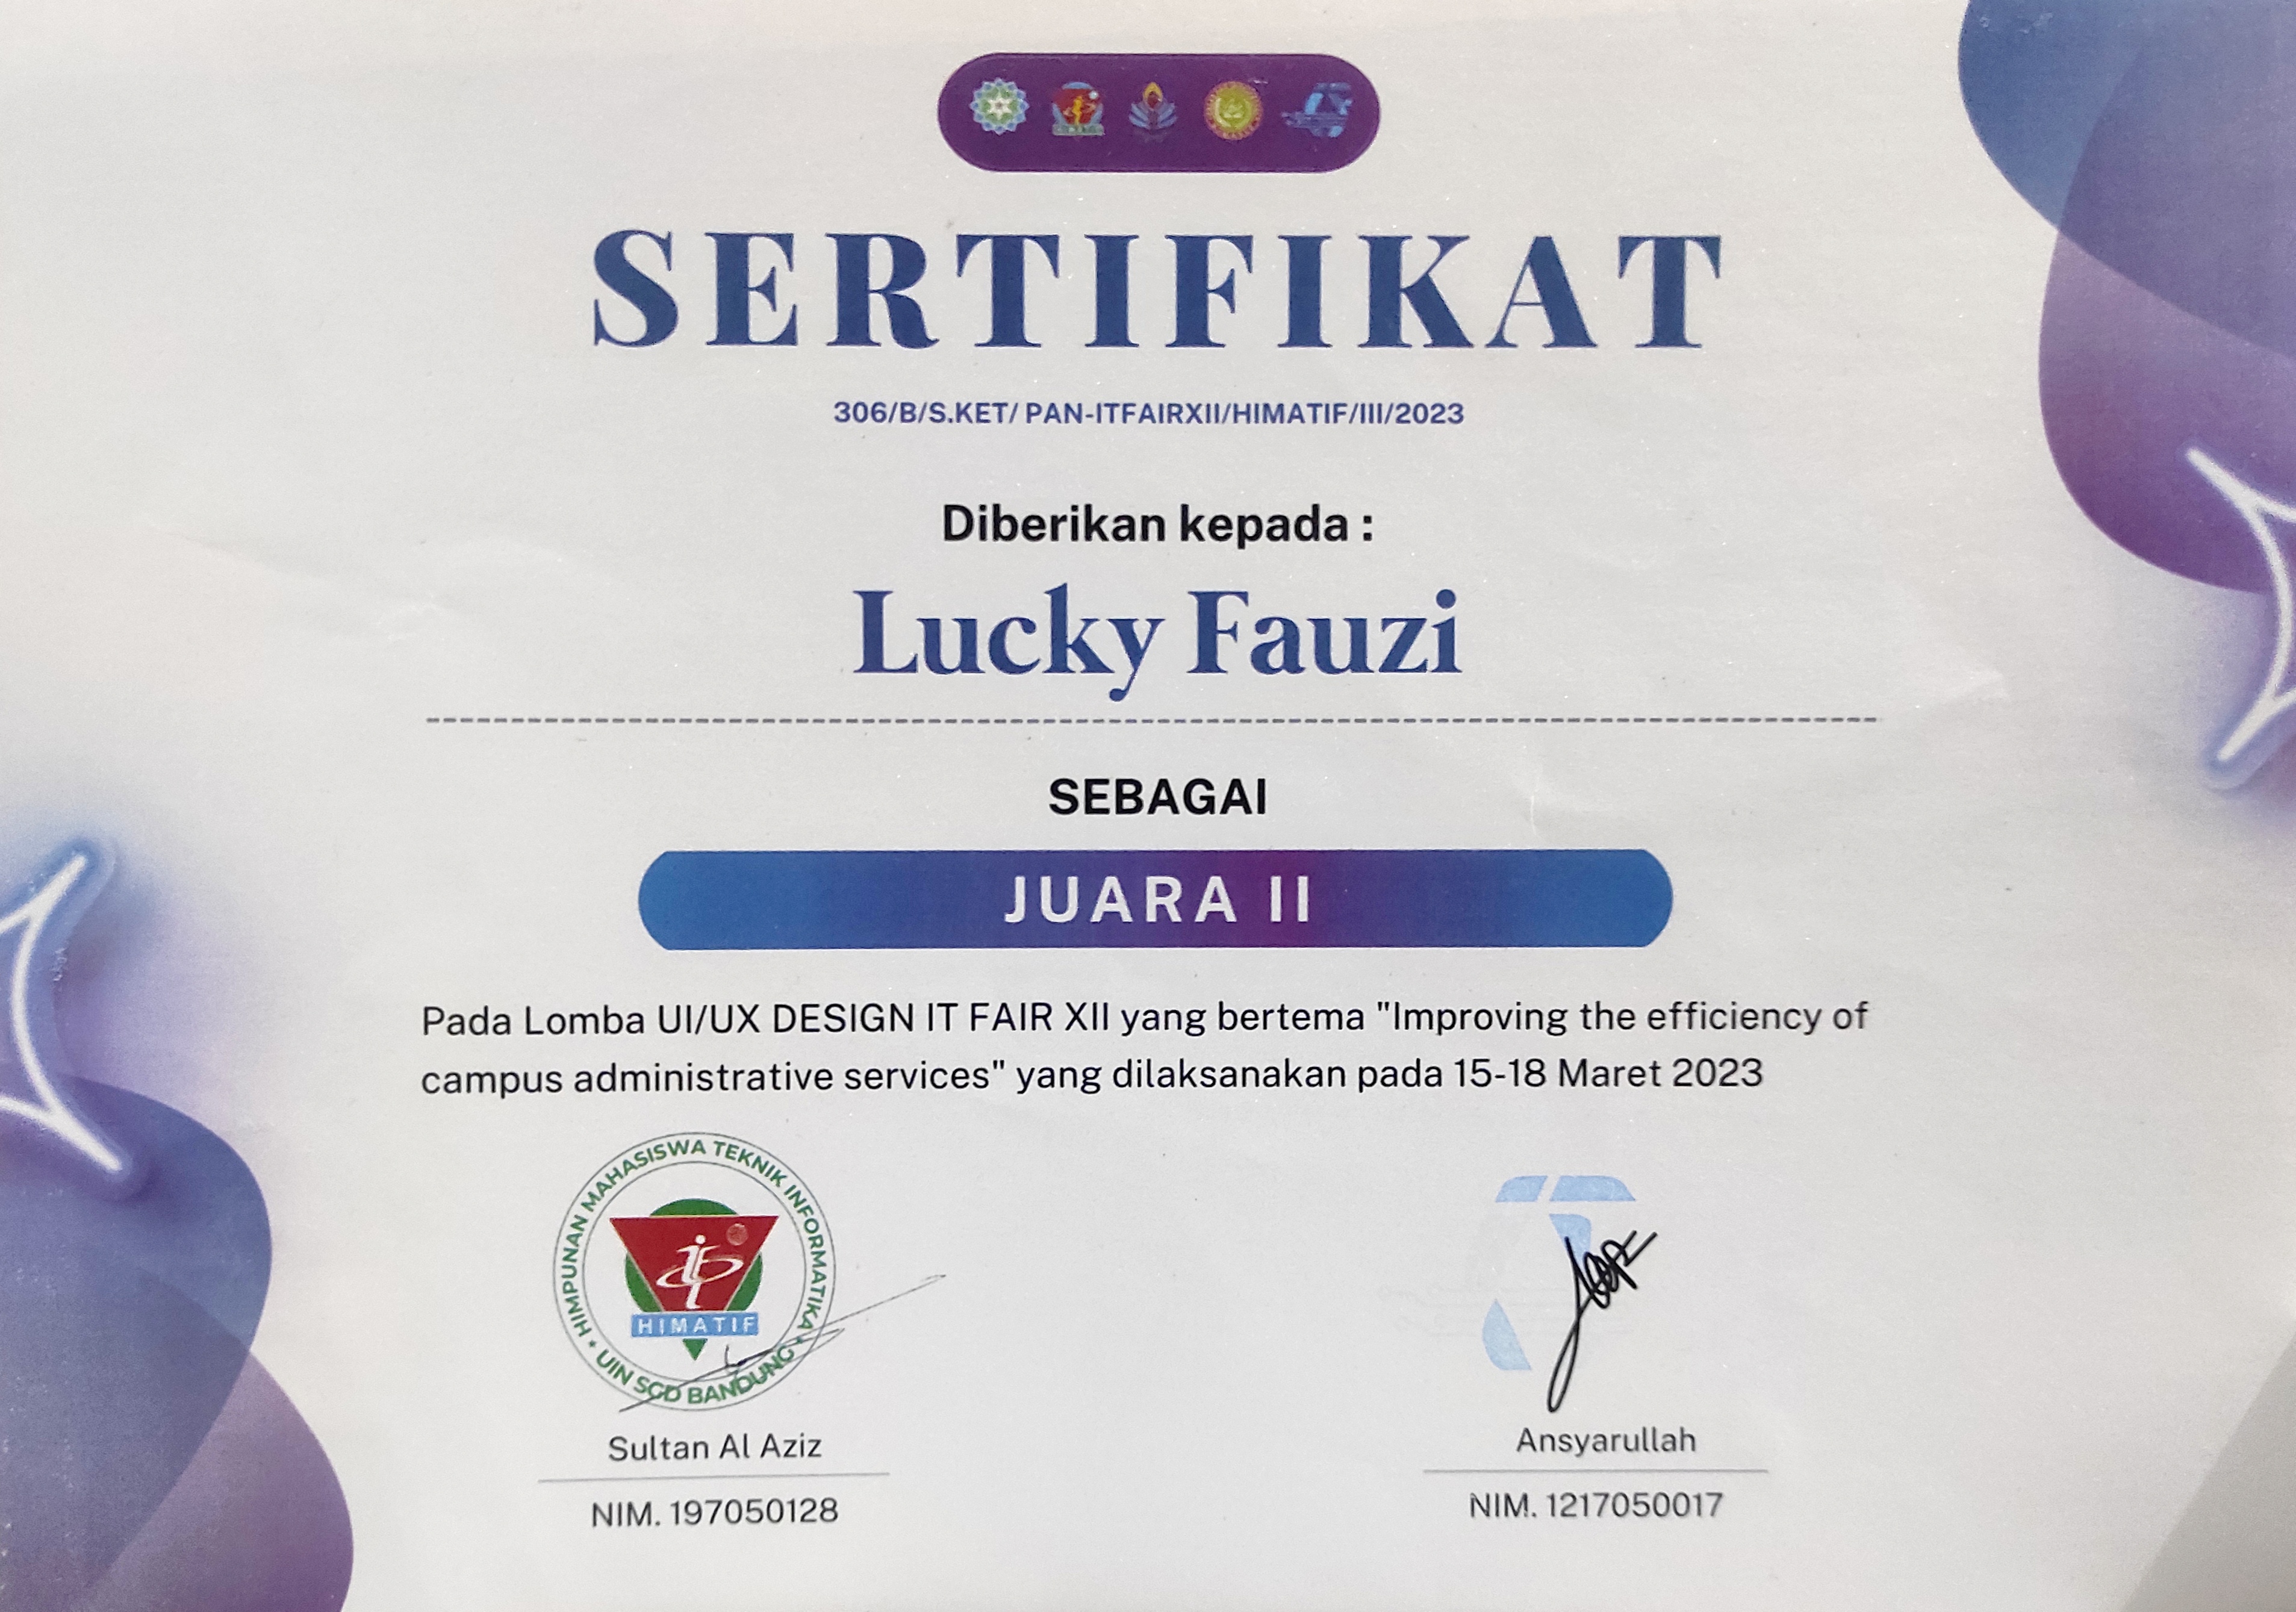 SERTIFIKAT
306/B/S.KET/ PAN-ITFAIRXII/HIMATIF/III/2023
Diberikan kepada :
Lucky Fauzi
SEBAGAI
JUARA II
Pada Lomba UI/UX DESIGN IT FAIR XII yang bertema "Improving the efficiency of
campus administrative services" yang dilaksanakan pada 15-18 Maret 2023
HIMPUNAN MAHASISWA TEKNIK INFORMATIKA
HIMATIF
UIN SGD BANDUNG
Sultan Al Aziz
NIM. 197050128
Ansyarullah
NIM. 1217050017